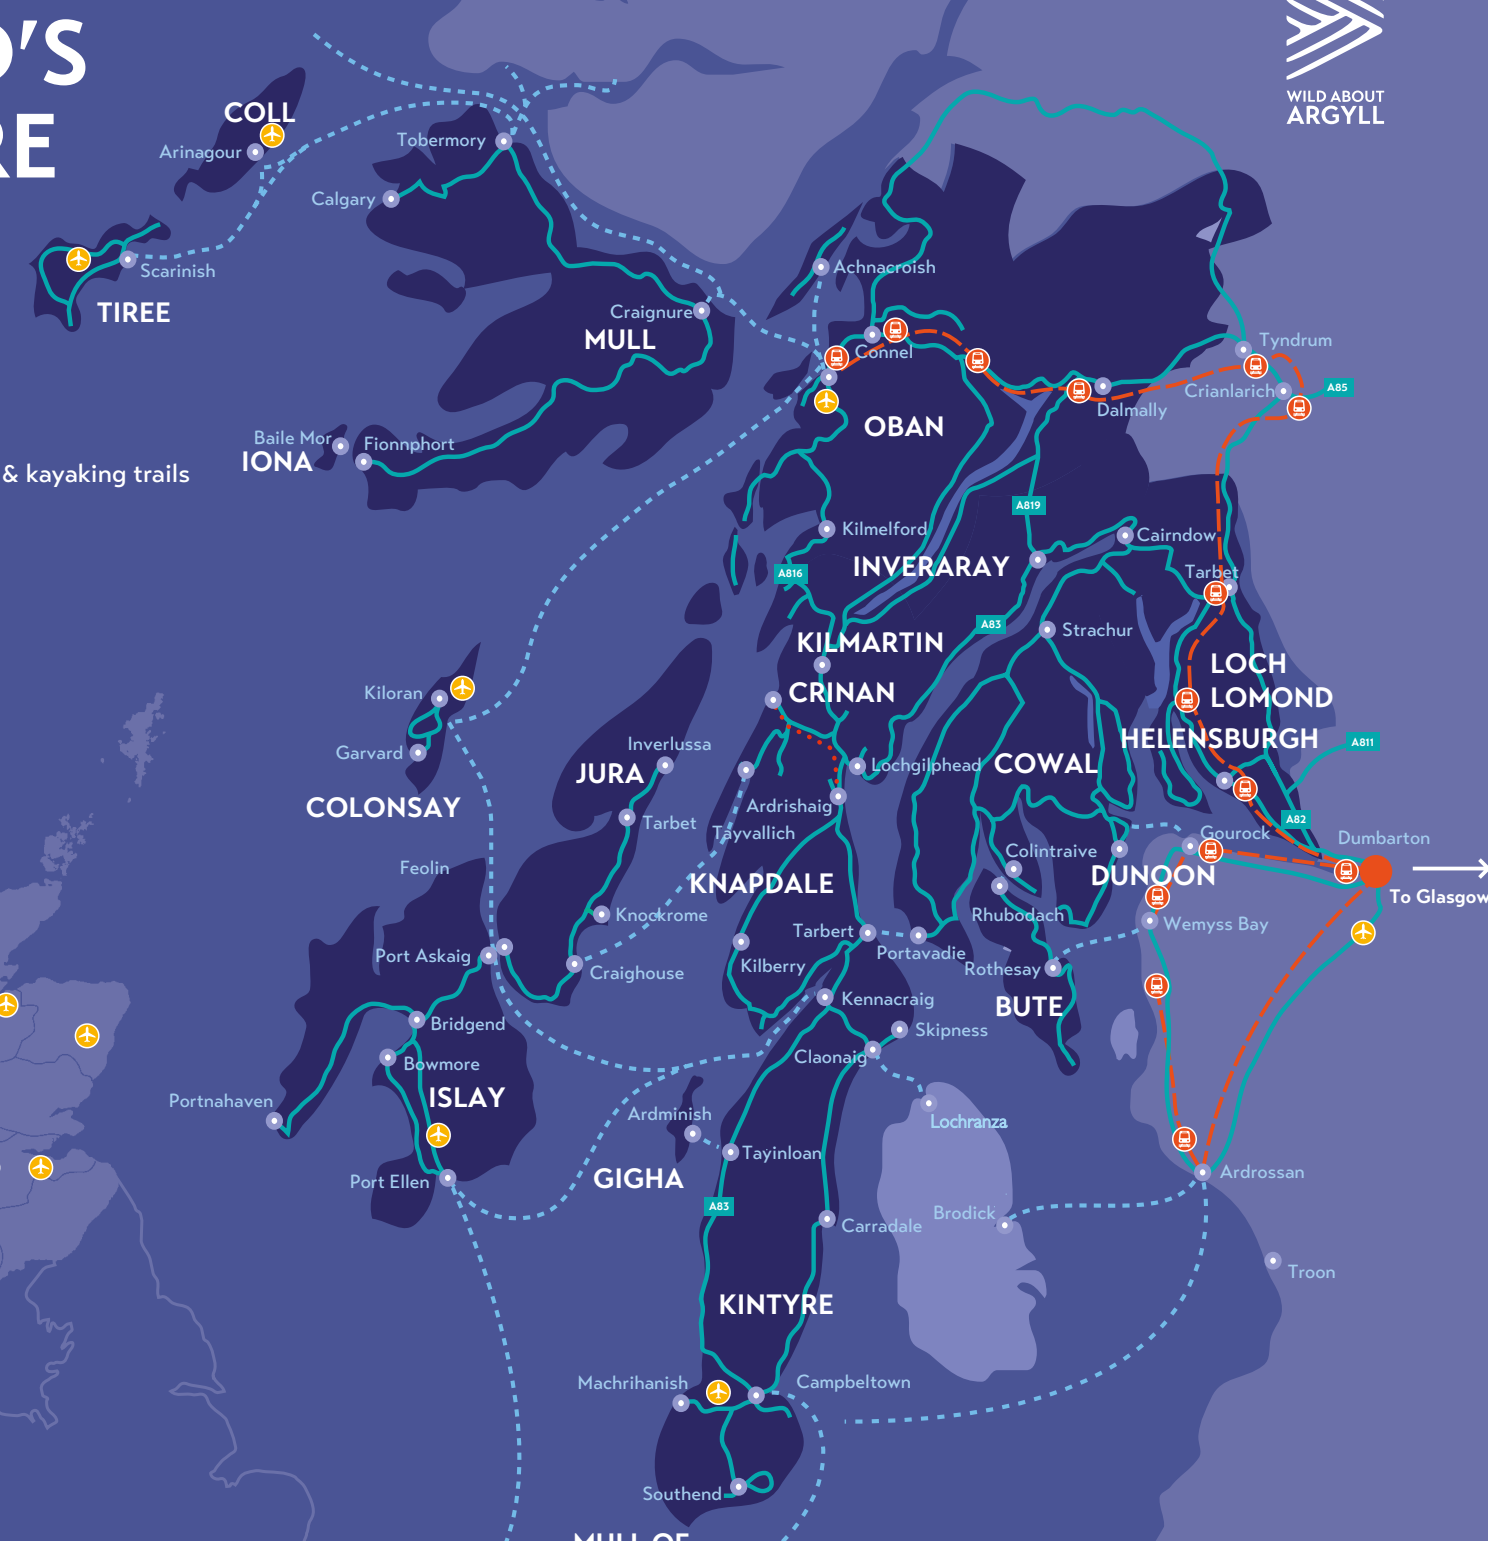 'S
RE
WILD ABOUT
ARGYLL
COLL
Arinagour
Tobermory
Calgary
Scarinish
TIREE
Achnacroish
Craignure
MULL
Connel
Tyndrum
Crianlarich
A85
Dalmally
OBAN
Baile Mor
Fionnphort
IONA
& kayaking trails
A819
Kilmelford
Cairndow
INVERARAY
A816
Tarbet
A83
Strachur
KILMARTIN
LOCH
LOMOND
Kiloran
CRINAN
HELENSBURGH
A811
Garvard
Inverlussa
JURA
Lochgilphead
COWAL
COLONSAY
Ardrishaig
Tarbet
Tayvallich
A82
Gourock
Dumbarton
Feolin
Colintraive
DUNOON
KNAPDALE
To Glasgow
Knockrome
Rhubodach
Wemyss Bay
Tarbert
Portavadie
Port Askaig
Kilberry
Rothesay
Craighouse
Kennacraig
BUTE
Bridgend
Skipness
Bowmore
Claonaig
ISLAY
Portnahaven
Ardminish
Lochranza
Tayinloan
GIGHA
Port Ellen
Ardrossan
A83
Brodick
Carradale
Troon
KINTYRE
Machrihanish
Campbeltown
Southend
MULL OF